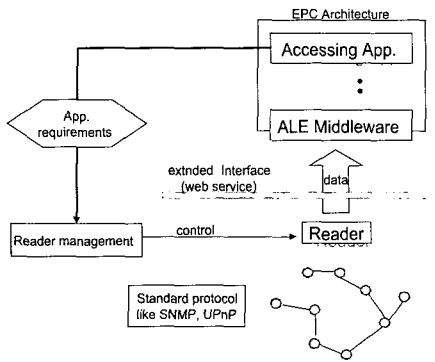 EPC Architecture
Accessing App.
App.
requirements
ALE Middleware
extnded Interface
(web service)
data
Reader management
control
Reader
Standard protocol
like SNMP, UPnP